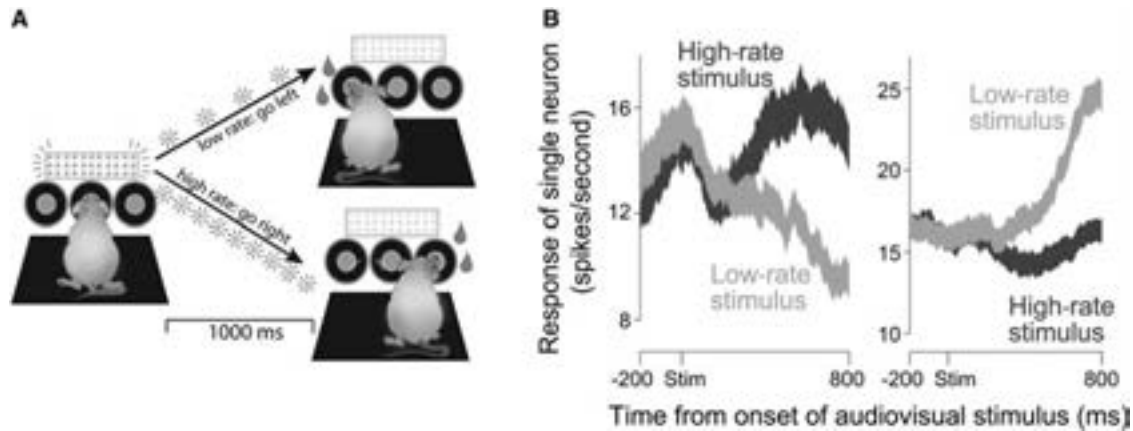 A
low rate: go left
high rate: go right
1000 ms
B
Response of single neuron
(spikes/second)
16
12
8
High-rate
stimulus
Low-rate
stimulus
-200 Stim 800
25
20
15
10
Low-rate
stimulus
High-rate
stimulus
-200 Stim 800
Time from onset of audiovisual stimulus (ms)